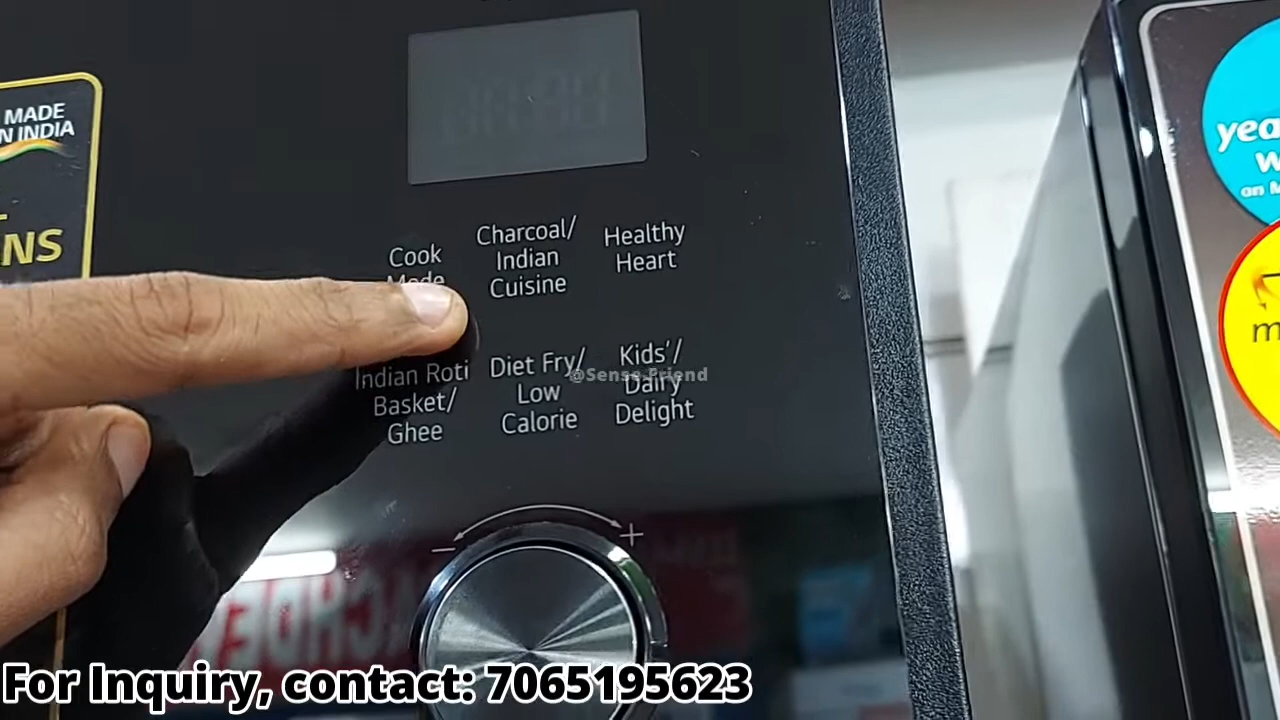 MADE
IN INDIA
NS
Cook
Mode
Charcoal/
Indian
Cuisine
Healthy
Heart
Indian Roti
Basket/
Ghee
Diet Fry/
Low
Calorie
Kids'/
Dairy
Delight
@Sense Friend
− +
yea
w
on M
m
For Inquiry, contact: 7065195623